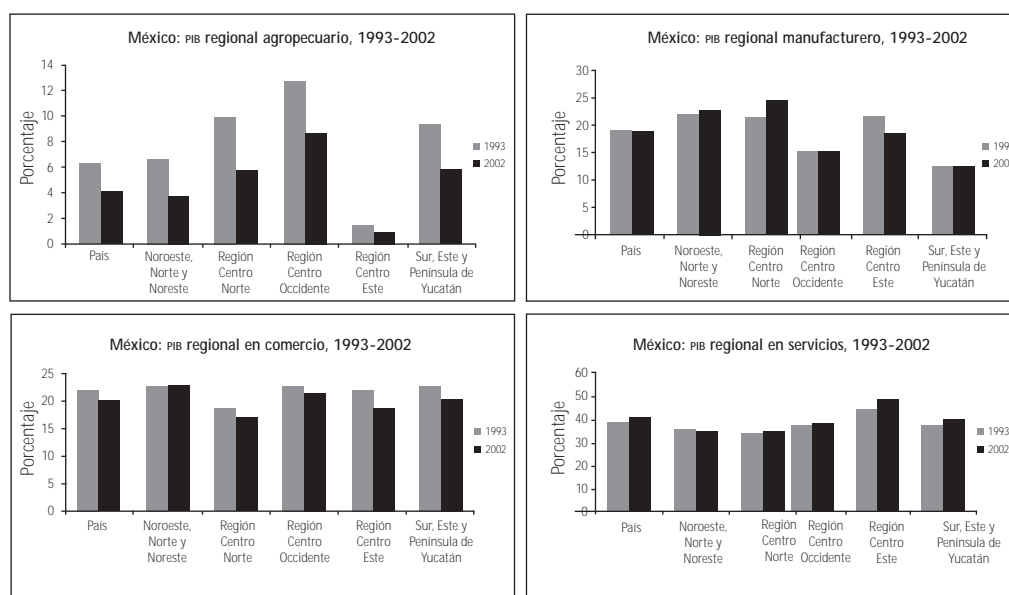 México: PIB regional agropecuario, 1993-2002
Porcentaje
14
12
10
8
6
4
2
0
País
Noroeste,
Norte y
Noreste
Región
Centro
Norte
Región
Centro
Occidente
Región
Centro
Este
Sur, Este y
Península de
Yucatán
1993
2002
México: PIB regional manufacturero, 1993-2002
Porcentaje
30
25
20
15
10
5
0
País
Noroeste,
Norte y
Noreste
Región
Centro
Norte
Región
Centro
Occidente
Región
Centro
Este
Sur, Este y
Península de
Yucatán
1993
2002
México: PIB regional en comercio, 1993-2002
Porcentaje
25
20
15
10
5
0
País
Noroeste,
Norte y
Noreste
Región
Centro
Norte
Región
Centro
Occidente
Región
Centro
Este
Sur, Este y
Península de
Yucatán
1993
2002
México: PIB regional en servicios, 1993-2002
Porcentaje
60
50
40
30
20
10
0
País
Noroeste,
Norte y
Noreste
Región
Centro
Norte
Región
Centro
Occidente
Región
Centro
Este
Sur, Este y
Península de
Yucatán
1993
2002